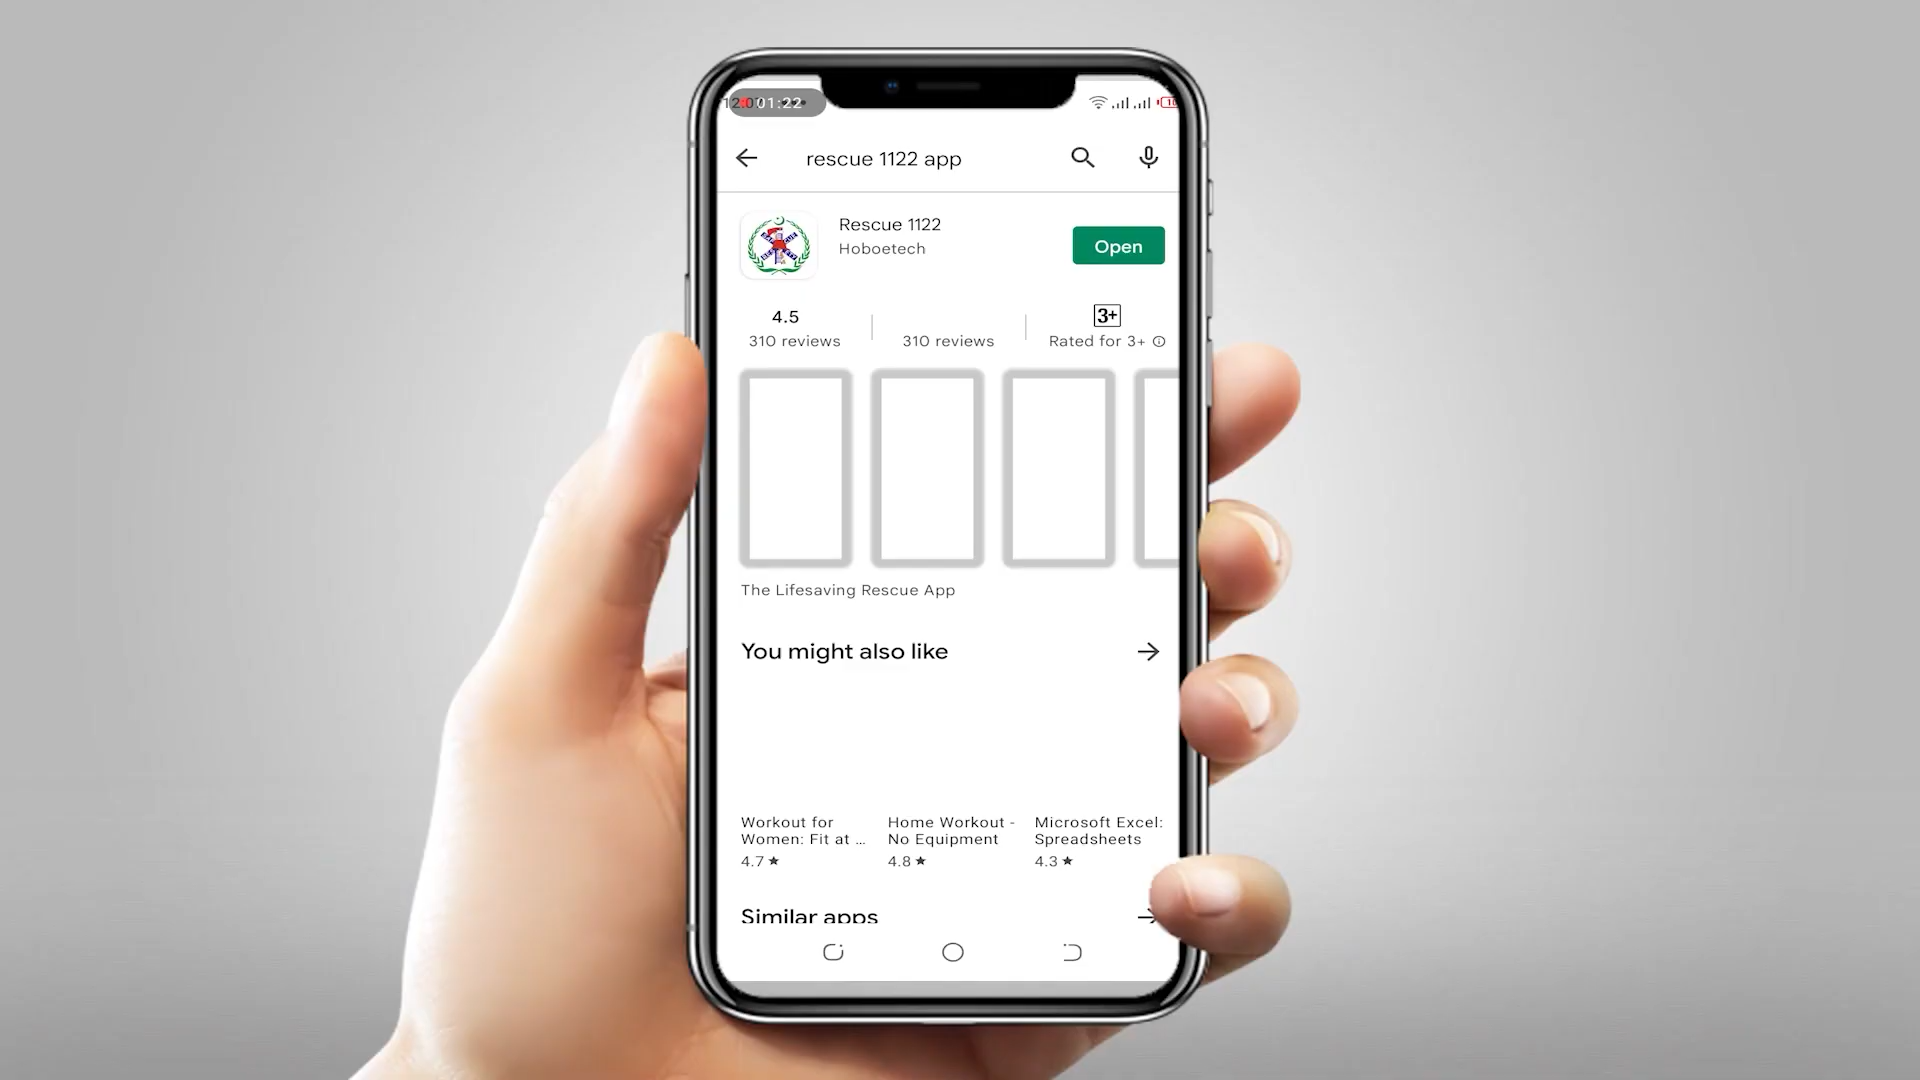 01:22
rescue 1122 app
Rescue 1122
Hoboetech
Open
4.5
310 reviews
310 reviews
3+
Rated for 3+
The Lifesaving Rescue App
You might also like
Workout for
Women: Fit at ...
4.7 ★
Home Workout -
No Equipment
4.8 ★
Microsoft Excel:
Spreadsheets
4.3 ★
Similar apps